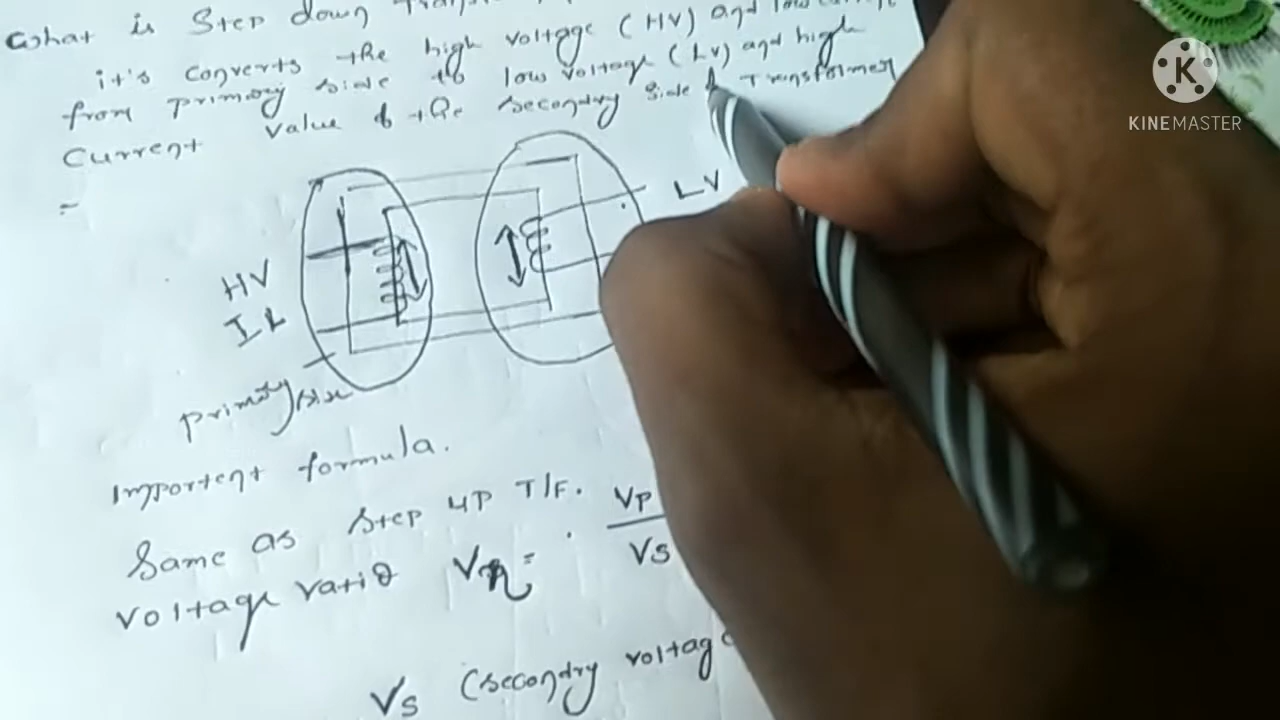 What is Step down
it's converts the high voltage (HV) and low
from primary side to low voltage (LV) and high
Current value of the secondry side of Transformer
=
LV
HV
IL
primary side
Importent formula.
Same as Step up T/F.
voltage ratio Vn = . VP
VS
Vs (secondry voltage
K
KINEMASTER